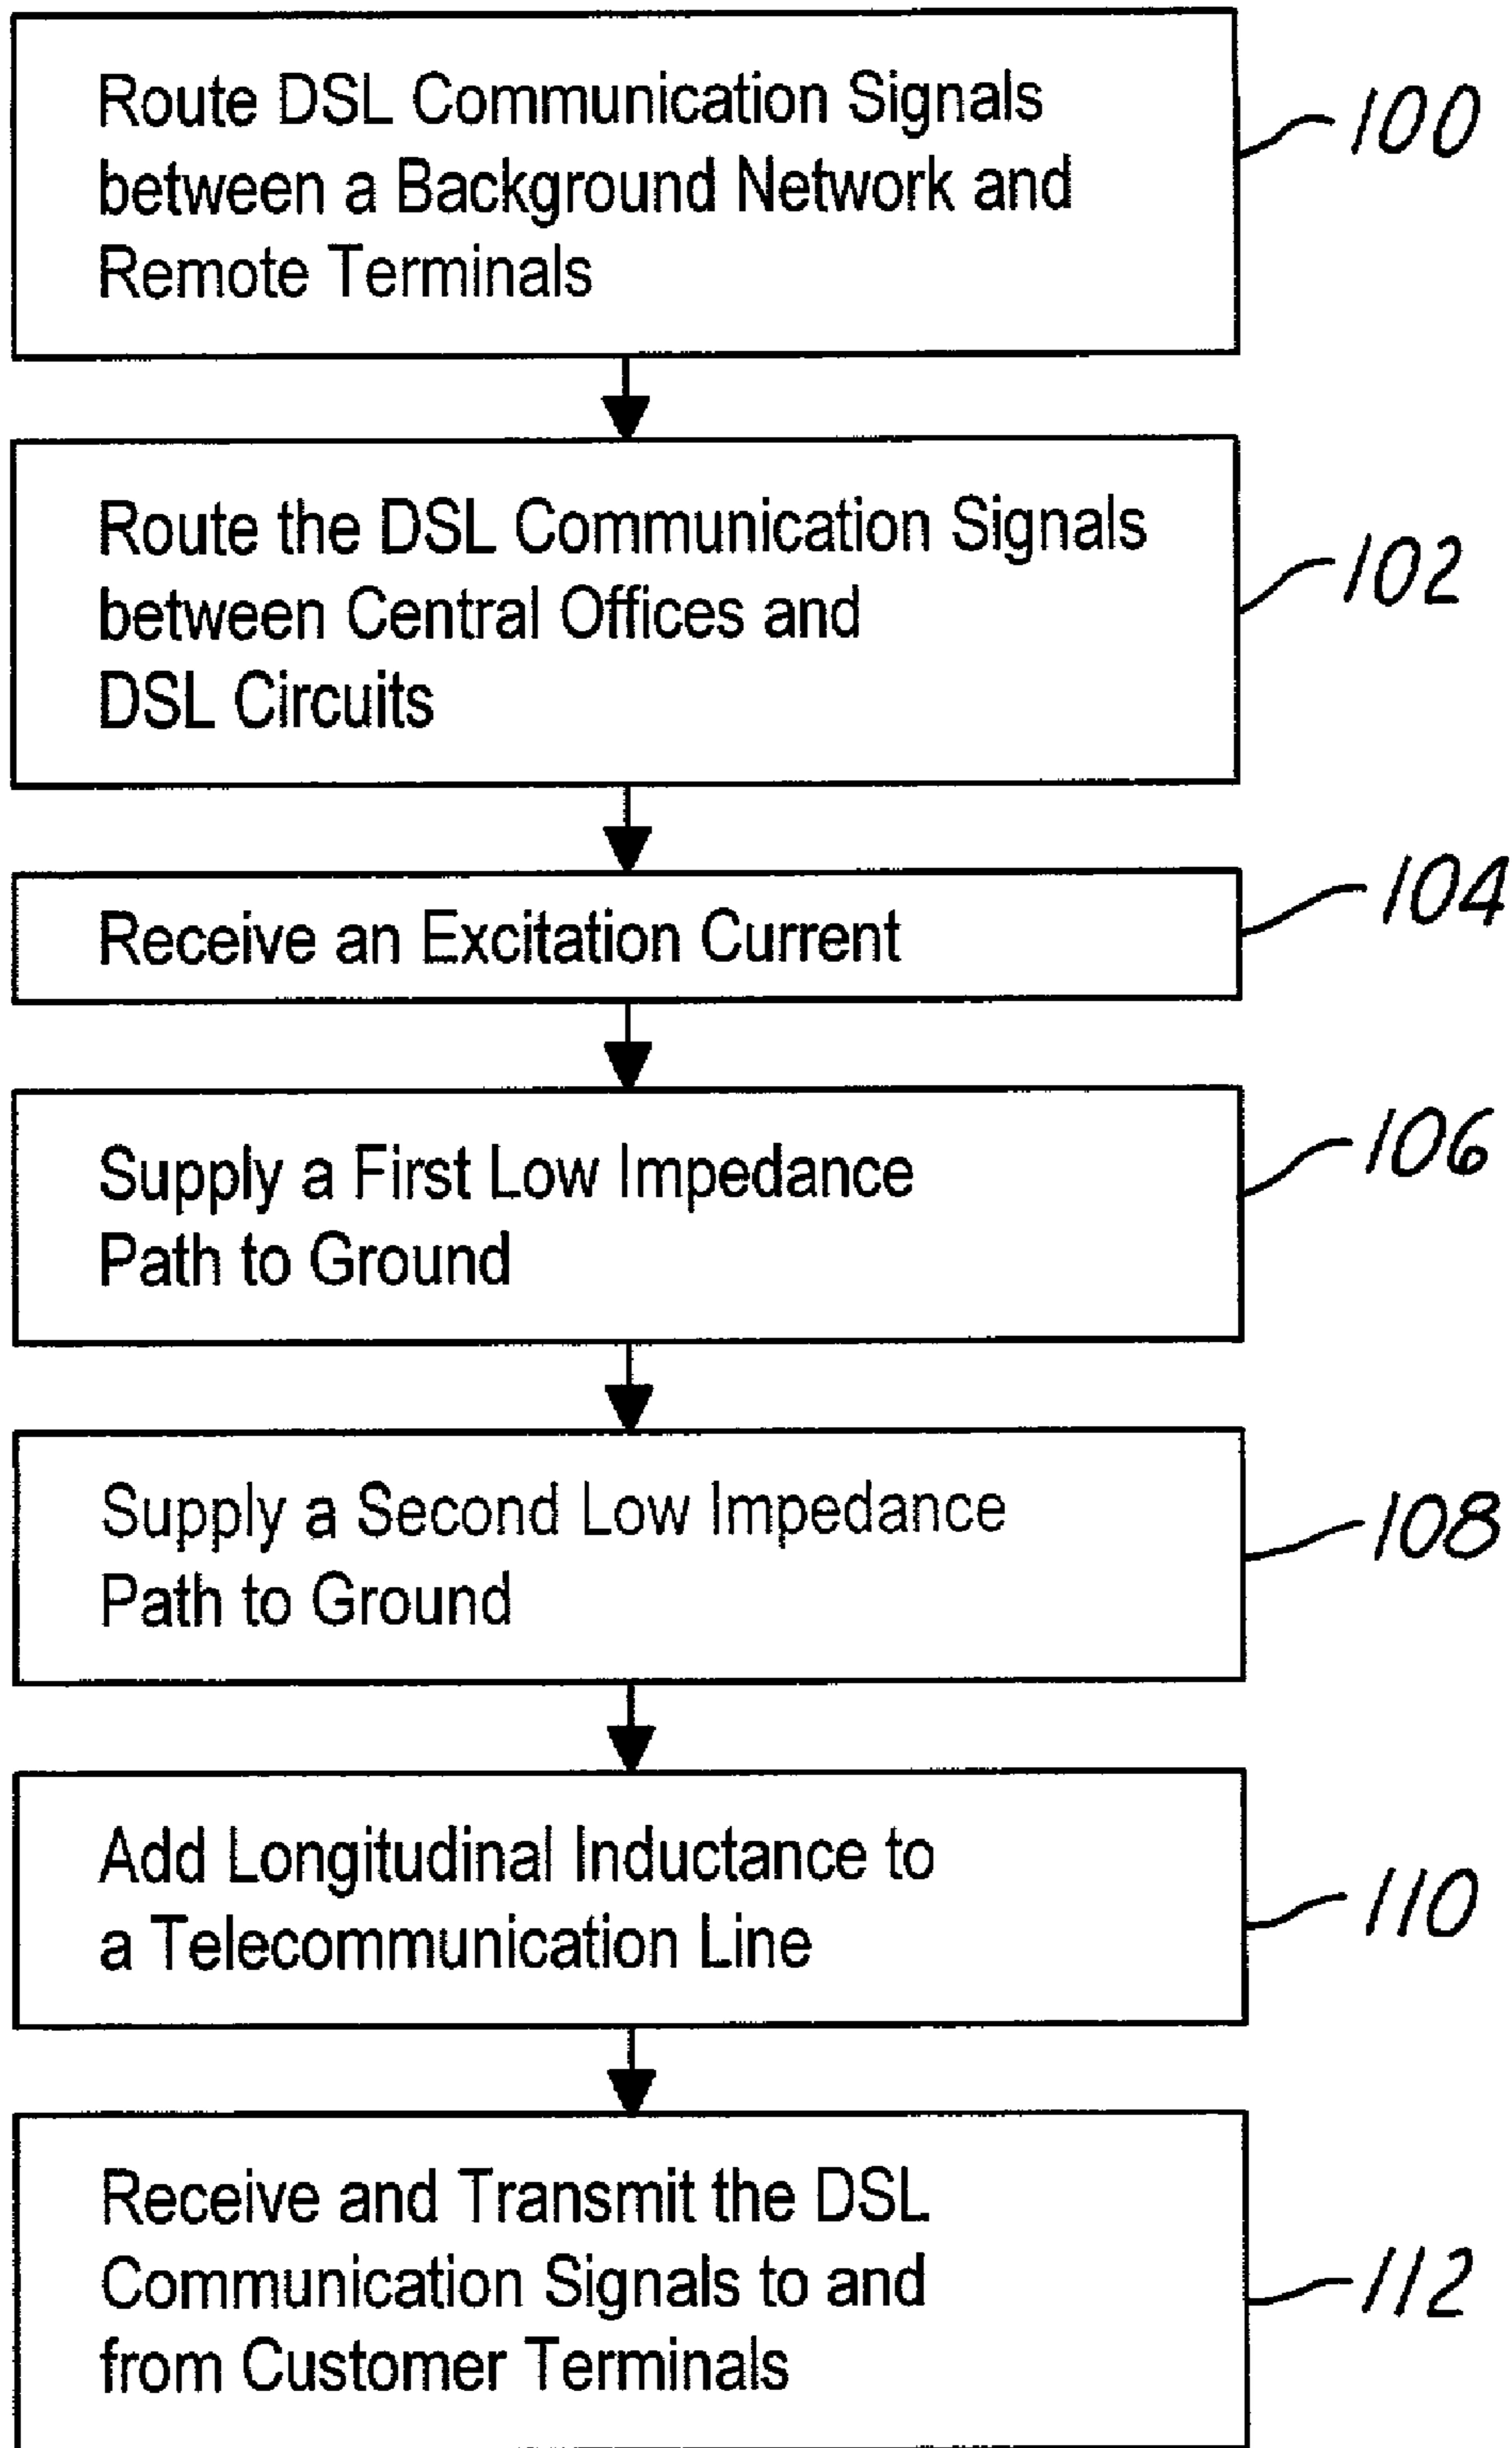 Route DSL Communication Signals
between a Background Network and
Remote Terminals
100
Route the DSL Communication Signals
between Central Offices and
DSL Circuits
102
Receive an Excitation Current
104
Supply a First Low Impedance
Path to Ground
106
Supply a Second Low Impedance
Path to Ground
108
Add Longitudinal Inductance to
a Telecommunication Line
110
Receive and Transmit the DSL
Communication Signals to and
from Customer Terminals
112